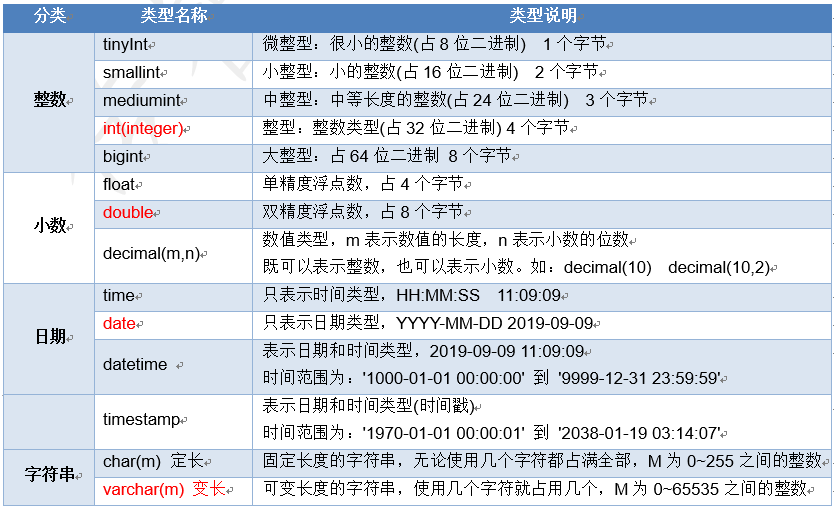 分类 类型名称 类型说明
整数
tinyInt 微整型：很小的整数(占 8 位二进制) 1 个字节
smallint 小整型：小的整数(占 16 位二进制) 2 个字节
mediumint 中整型：中等长度的整数(占 24 位二进制) 3 个字节
int(integer) 整型：整数类型(占 32 位二进制) 4 个字节
bigint 大整型：占 64 位二进制 8 个字节
小数
float 单精度浮点数，占 4 个字节
double 双精度浮点数，占 8 个字节
decimal(m,n) 数值类型，m 表示数值的长度，n 表示小数的位数
既可以表示整数，也可以表示小数。如：decimal(10) decimal(10,2)
日期
time 只表示时间类型，HH:MM:SS 11:09:09
date 只表示日期类型，YYYY-MM-DD 2019-09-09
datetime 表示日期和时间类型，2019-09-09 11:09:09
时间范围为：'1000-01-01 00:00:00' 到 '9999-12-31 23:59:59'
timestamp 表示日期和时间类型(时间戳)
时间范围为：'1970-01-01 00:00:01' 到 '2038-01-19 03:14:07'
字符串
char(m) 定长 固定长度的字符串，无论使用几个字符都占满全部，M 为 0~255 之间的整数
varchar(m) 变长 可变长度的字符串，使用几个字符就占用几个，M 为 0~65535 之间的整数